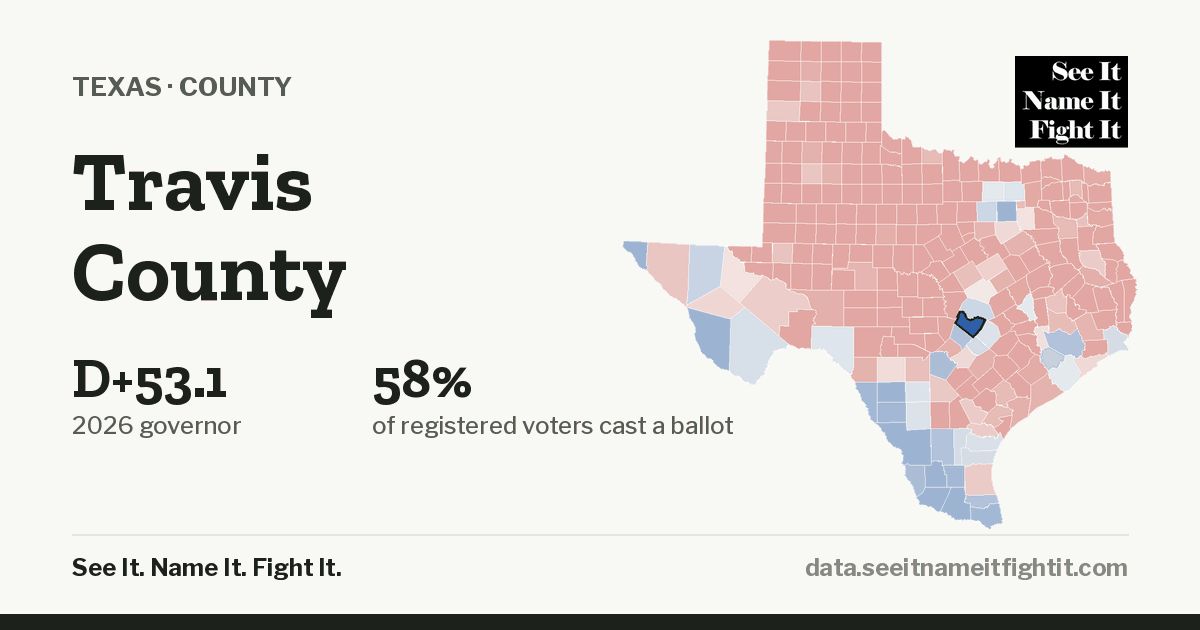 TEXAS · COUNTY
See It
Name It
Fight It
Travis
County
D+53.1
2026 governor
58%
of registered voters cast a ballot
See It. Name It. Fight It.
data.seeitnameitfightit.com